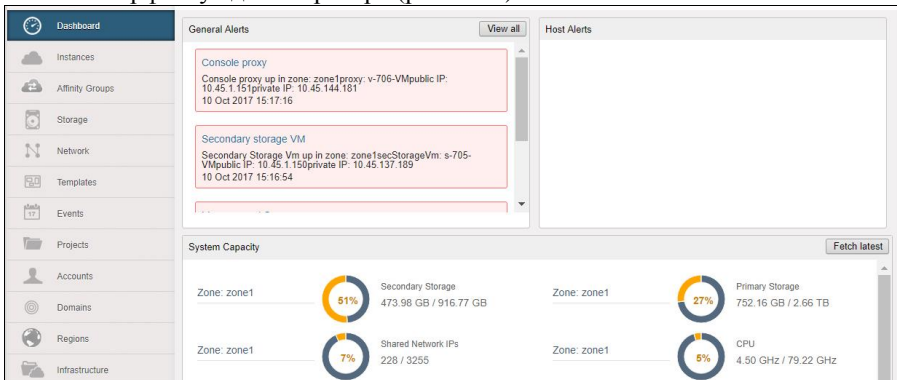 Dashboard
Instances
Affinity Groups
Storage
Network
Templates
17
Events
Projects
Accounts
Domains
Regions
Infrastructure
General Alerts
View all
Console proxy
Console proxy up in zone: zone1proxy: v-706-VMpublic IP:
10.45.1.151private IP: 10.45.144.181
10 Oct 2017 15:17:16
Secondary storage VM
Secondary Storage Vm up in zone: zone1secStorageVm: s-705-
VMpublic IP: 10.45.1.150private IP: 10.45.137.189
10 Oct 2017 15:16:54
Host Alerts
System Capacity
Fetch latest
Zone: zone1
51%
Secondary Storage
473.98 GB / 916.77 GB
Zone: zone1
27%
Primary Storage
752.16 GB / 2.66 TB
Zone: zone1
7%
Shared Network IPs
228 / 3255
Zone: zone1
5%
CPU
4.50 GHz / 79.22 GHz